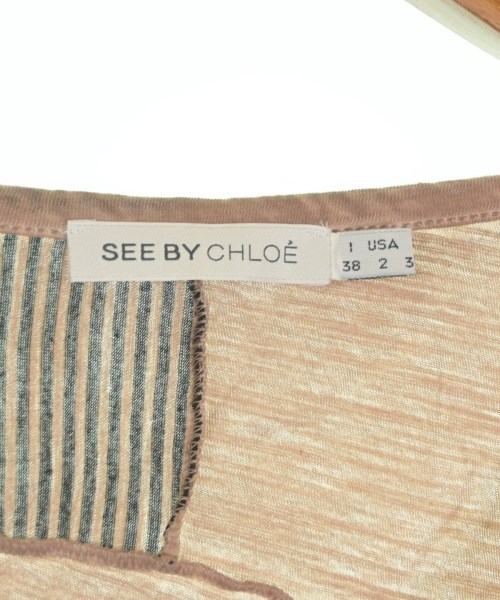 SEE BY CHLOÉ
I USA
38 2 3